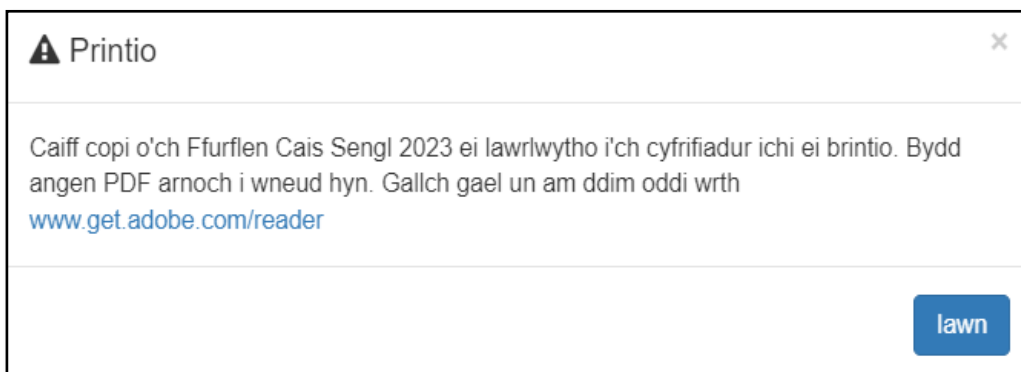 Printio
Caiff copi o'ch Ffurflen Cais Sengl 2023 ei lawrlwytho i'ch cyfrifiadur ichi ei brintio. Bydd
angen PDF arnoch i wneud hyn. Gallch gael un am ddim oddi wrth
www.get.adobe.com/reader
Iawn